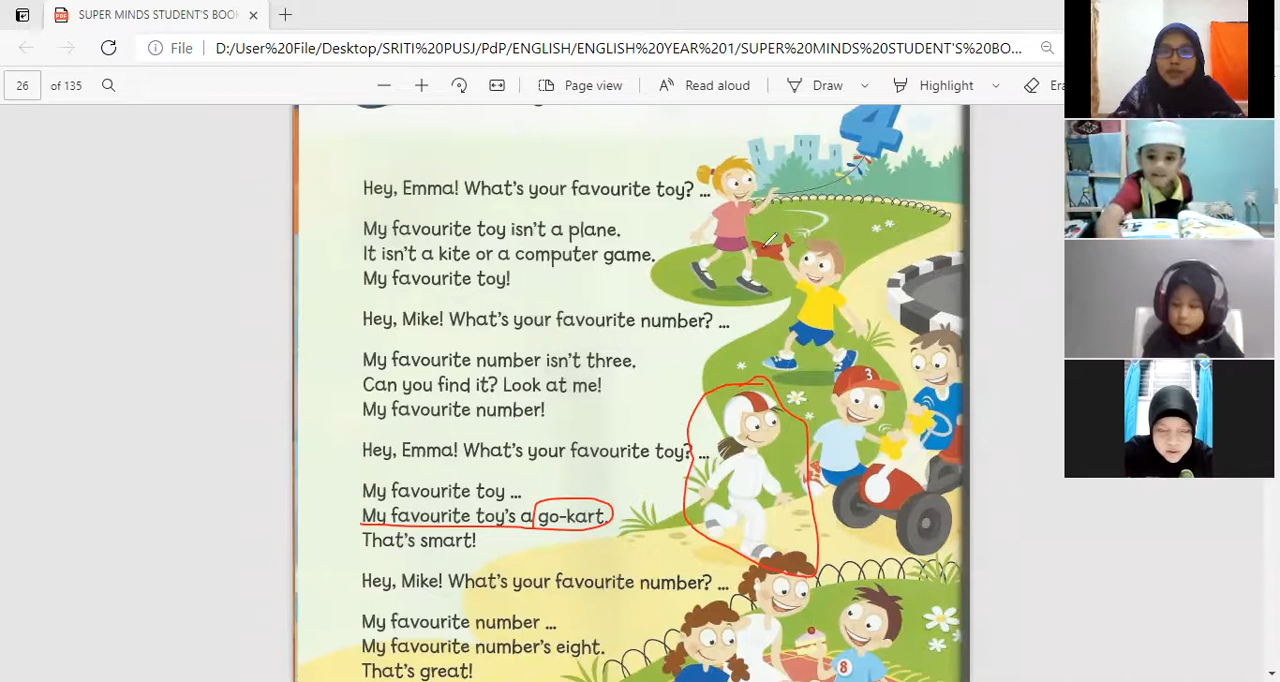 SUPER MINDS STUDENT'S BOOK
File
D:/User%20File/Desktop/SRITI%20PUSJ/PdP/ENGLISH/ENGLISH%20YEAR%201/SUPER%20MINDS%20STUDENT'S%20BO...
26 of 135
Page view
Read aloud
Draw
Highlight
Era
4
Hey, Emma! What's your favourite toy? ...
My favourite toy isn't a plane.
It isn't a kite or a computer game.
My favourite toy!
Hey, Mike! What's your favourite number? ...
My favourite number isn't three.
Can you find it? Look at me!
My favourite number!
3
Hey, Emma! What's your favourite toy? ...
My favourite toy ...
My favourite toy's a go-kart.
That's smart!
Hey, Mike! What's your favourite number? ...
My favourite number ...
My favourite number's eight.
That's great!
8